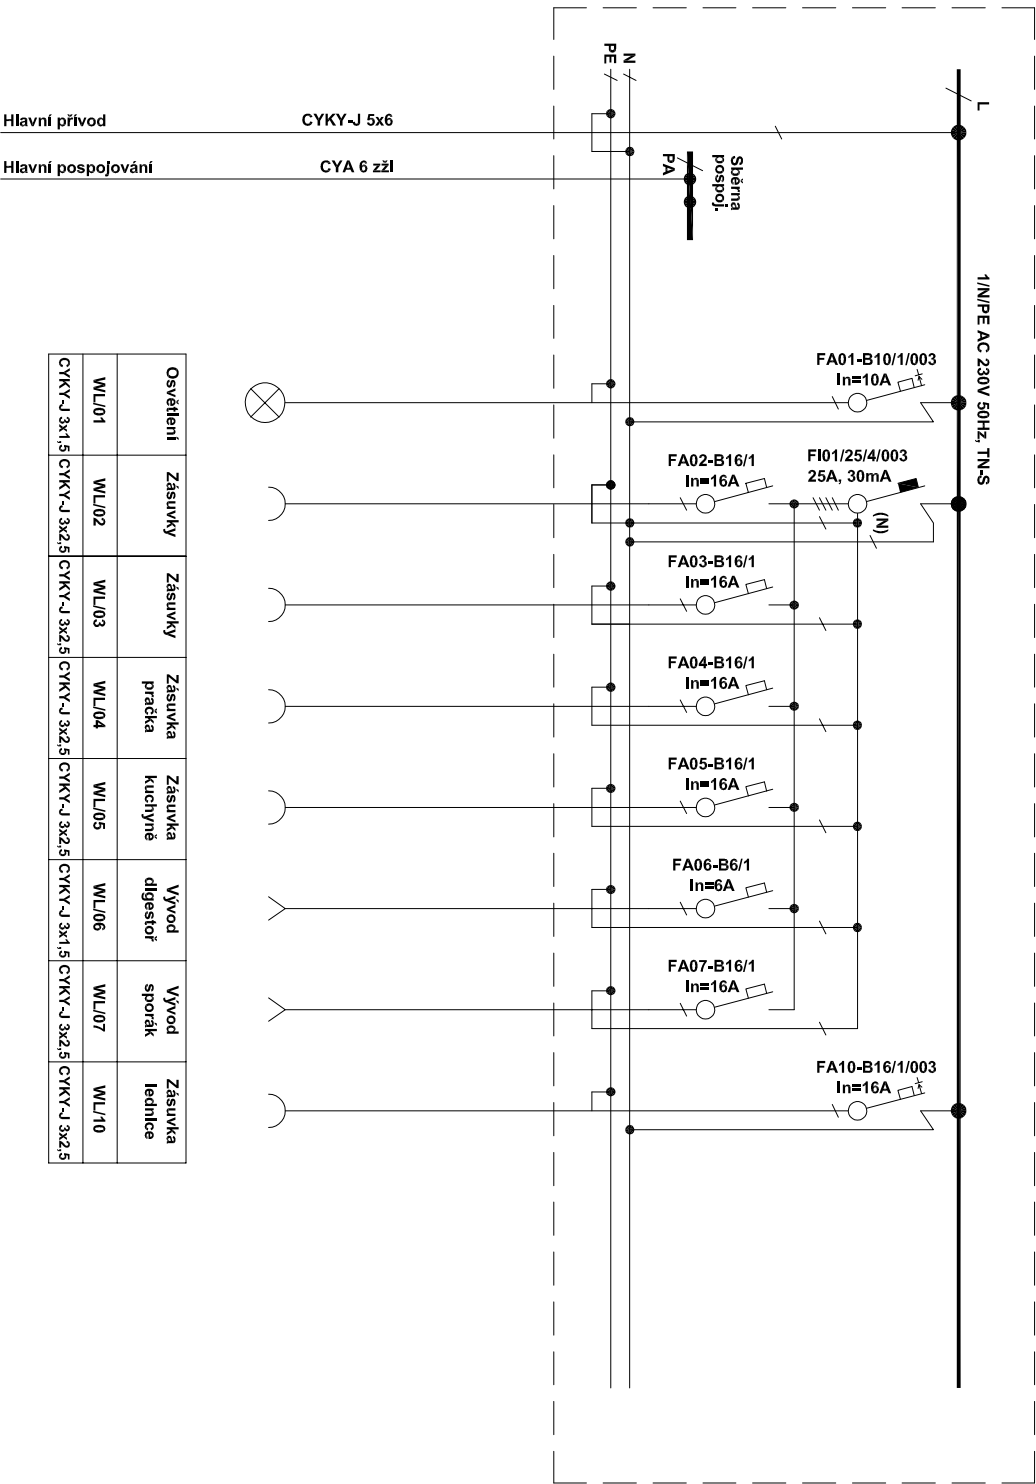 PE
N
L
Hlavní přívod
CYKY-J 5x6
Hlavní pospojování
CYA 6 zžl
PA
Sběrna
pospoj.
1/N/PE AC 230V 50Hz, TN-S
FA01-B10/1/003
In=10A
FA02-B16/1
In=16A
FI01/25/4/003
25A, 30mA
(N)
FA03-B16/1
In=16A
FA04-B16/1
In=16A
FA05-B16/1
In=16A
FA06-B6/1
In=6A
FA07-B16/1
In=16A
FA10-B16/1/003
In=16A
Osvětlení
WL/01
CYKY-J 3x1,5
Zásuvky
WL/02
CYKY-J 3x2,5
Zásuvky
WL/03
CYKY-J 3x2,5
Zásuvka
pračka
WL/04
CYKY-J 3x2,5
Zásuvka
kuchyně
WL/05
CYKY-J 3x2,5
Vývod
digestoř
WL/06
CYKY-J 3x1,5
Vývod
sporák
WL/07
CYKY-J 3x2,5
Zásuvka
lednice
WL/10
CYKY-J 3x2,5